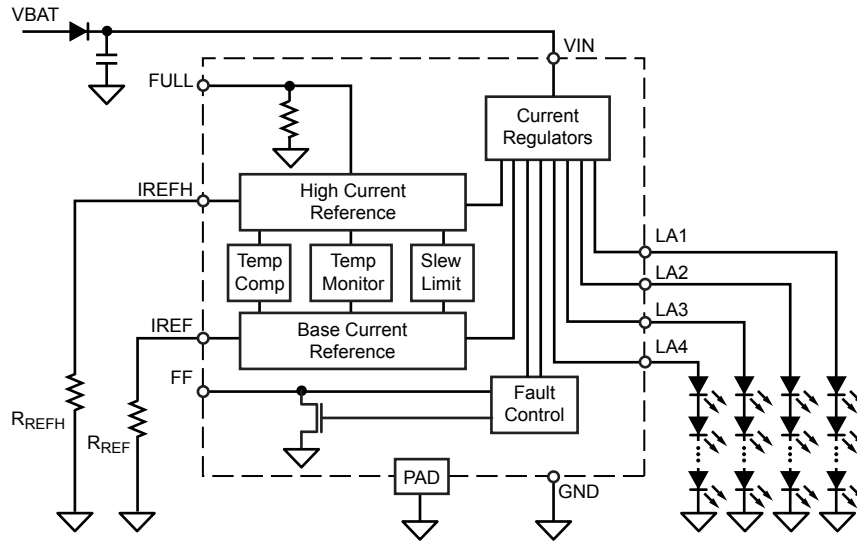 VBAT
VIN
FULL
Current
Regulators
IREFH
High Current
Reference
Temp
Comp
Temp
Monitor
Slew
Limit
LA1
LA2
LA3
LA4
IREF
Base Current
Reference
FF
Fault
Control
RREFH
RREF
PAD
GND